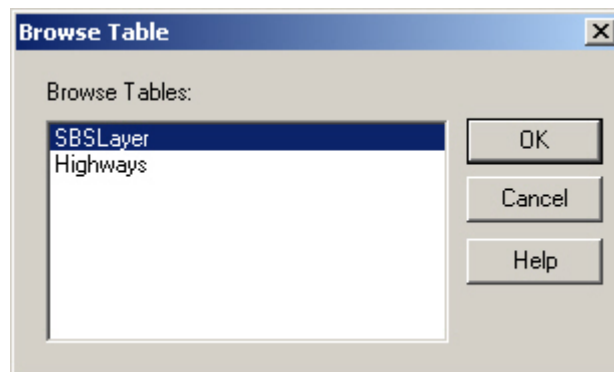 Browse Table
Browse Tables:
SBSLayer
Highways
OK
Cancel
Help